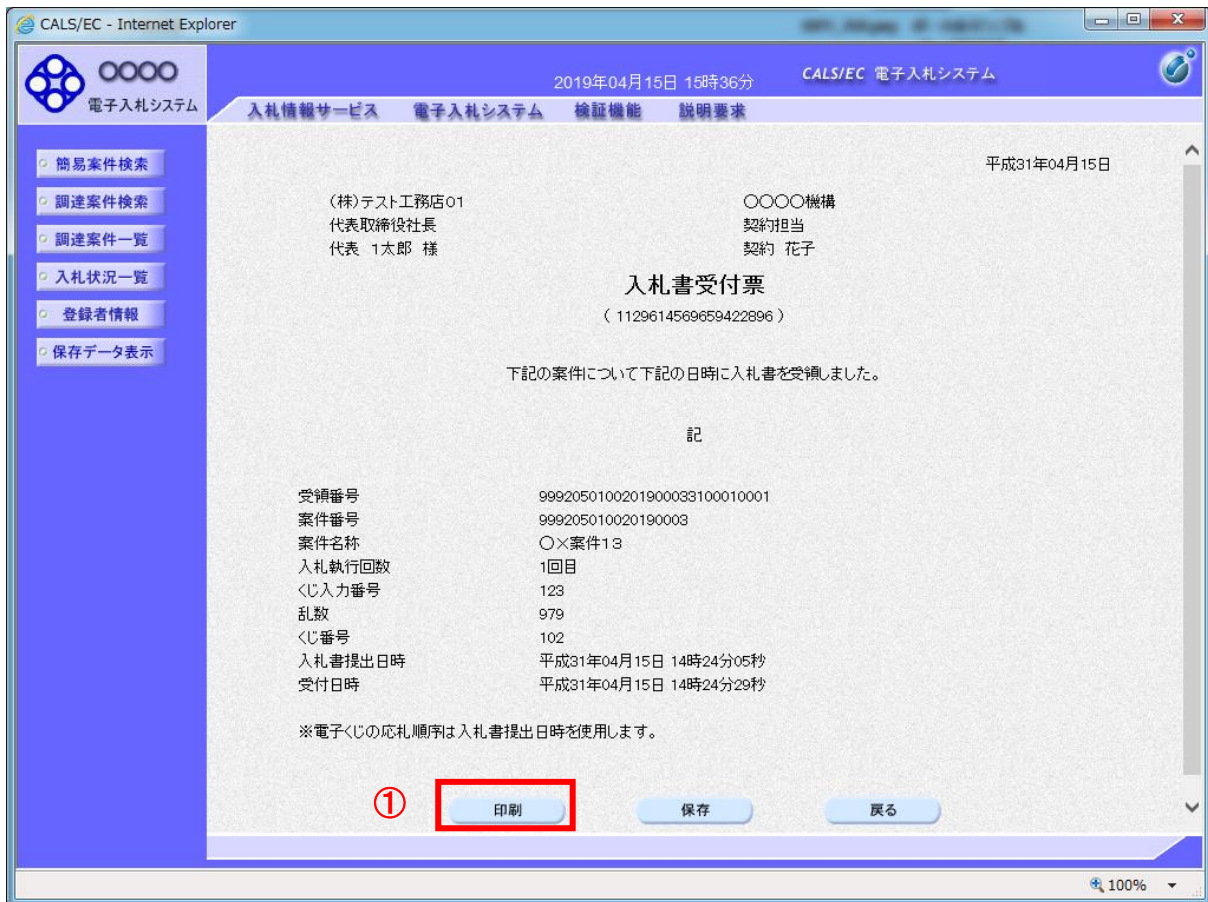 CALS/EC - Internet Explorer
○○○○
電子入札システム
2019年04月15日 15時36分
CALS/EC 電子入札システム
入札情報サービス 電子入札システム 検証機能 説明要求
簡易案件検索
調達案件検索
調達案件一覧
入札状況一覧
登録者情報
保存データ表示
平成31年04月15日
(株)テスト工務店01 ○○○○機構
代表取締役社長 契約担当
代表 1太郎 様 契約 花子
入札書受付票
( 1129614569659422896 )
下記の案件について下記の日時に入札書を受領しました。
記
受領番号 99920501002019000033100010001
案件番号 999205010020190003
案件名称 ○×案件13
入札執行回数 1回目
くじ入力番号 123
乱数 979
くじ番号 102
入札書提出日時 平成31年04月15日 14時24分05秒
受付日時 平成31年04月15日 14時24分29秒
※電子くじの応札順序は入札書提出日時を使用します。
① 印刷 保存 戻る
100%